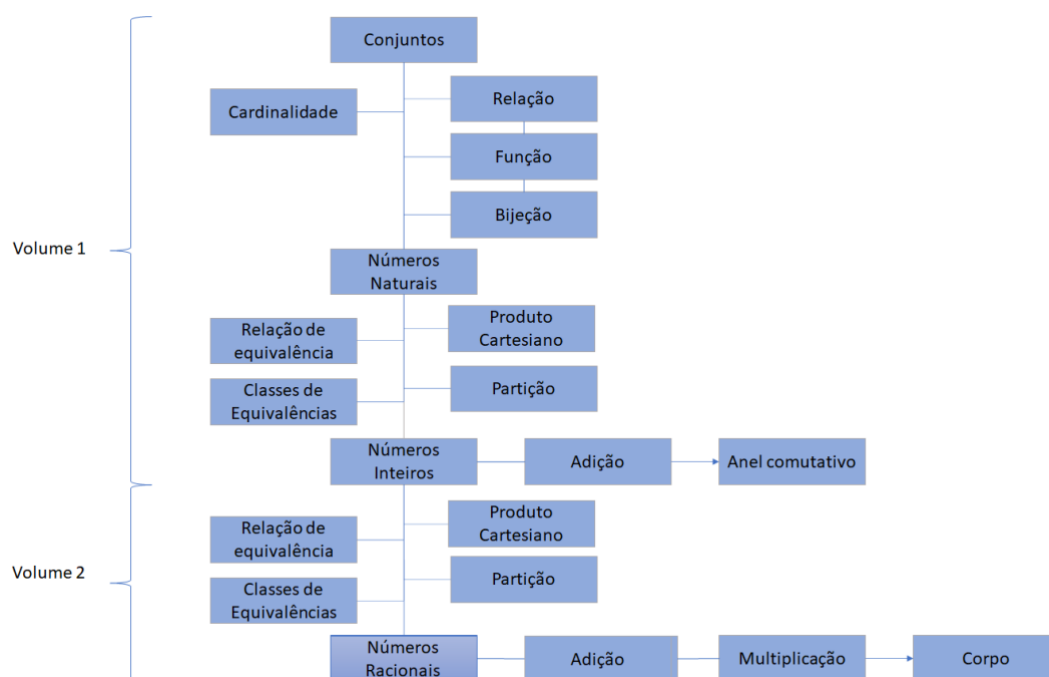 Conjuntos
Cardinalidade
Relação
Função
Bijeção
Volume 1
Números
Naturais
Relação de
equivalência
Produto
Cartesiano
Classes de
Equivalências
Partição
Números
Inteiros
Adição
Anel comutativo
Volume 2
Relação de
equivalência
Produto
Cartesiano
Classes de
Equivalências
Partição
Números
Racionais
Adição
Multiplicação
Corpo